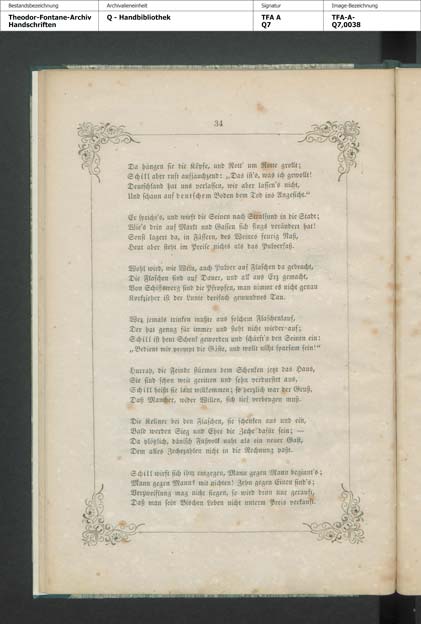 Bestandsbezeichnung
Theodor-Fontane-Archiv
Handschriften
Archivalieneinheit
Q - Handbibliothek
Signatur
TFA A
Q7
Image-Bezeichnung
TFA-A-
Q7,0038
34
Da hängen sie die Köpfe, und Rott' um Rotte grollt;
Schill aber ruft aufjauchzend: „Das ist's, was ich gewollt!
Deutschland hat uns verlassen, wir aber lassen's nicht,
Und schaun auf deutschem Boden dem Tod ins Angesicht.“
Er spricht's, und wirft die Seinen nach Stralsund in die Stadt;
Wie's drin auf Markt und Gassen sich flugs verändert hat!
Sonst lagert da, in Fässern, des Weines feurig Naß,
Heut aber steht im Preise nichts als das Pulverfaß.
Wohl wird, wie Wein, auch Pulver auf Flaschen da gebracht,
Die Flaschen sind auf Dauer, und all aus Erz gemacht,
Von Schiffswerg sind die Pfropfen, man nimmt es nicht genau
Korkzieher ist der Lunte dreifach gewundnes Tau.
Wer jemals trinken mußte aus solchem Flaschenlauf,
Der hat genug für immer und steht nicht wieder auf;
Schill ist heut Schenk geworden und schärft's den Seinen ein:
„Bedient mir prompt die Gäste, und wollt nicht sparsam sein!“
Hurrah, die Feinde stürmen dem Schenken jetzt das Haus,
Sie sind schon weit geritten und sehn verdurstet aus,
Schill heißt sie laut willkommen; so herzlich war der Gruß,
Daß Mancher, wider Willen, sich tief verbeugen muß.
Die Kellner bei den Flaschen, sie schenken aus und ein,
Bald werden Sieg und Ehre die Zeche dafür sein; —
Da plötzlich, dänisch Fußvolk naht als ein neuer Gast,
Dem alles Zechezahlen nicht in die Rechnung paßt.
Schill wirft sich ihm entgegen, Mann gegen Mann beginnt's;
Mann gegen Mann? mit nichten! Zehn gegen Einen sind's;
Verzweiflung mag nicht siegen, sie wird drum nur gerauft,
Daß man sein Bischen Leben nicht unterm Preis verkauft.